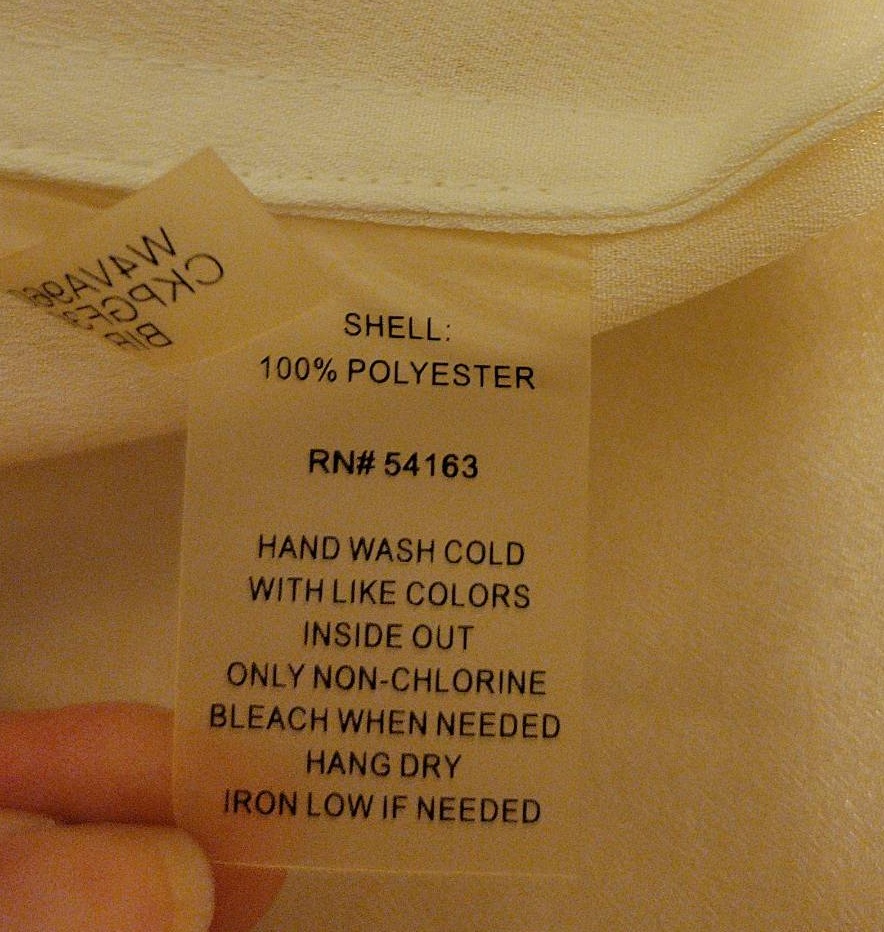 SHELL:
100% POLYESTER
RN# 54163
HAND WASH COLD
WITH LIKE COLORS
INSIDE OUT
ONLY NON-CHLORINE
BLEACH WHEN NEEDED
HANG DRY
IRON LOW IF NEEDED